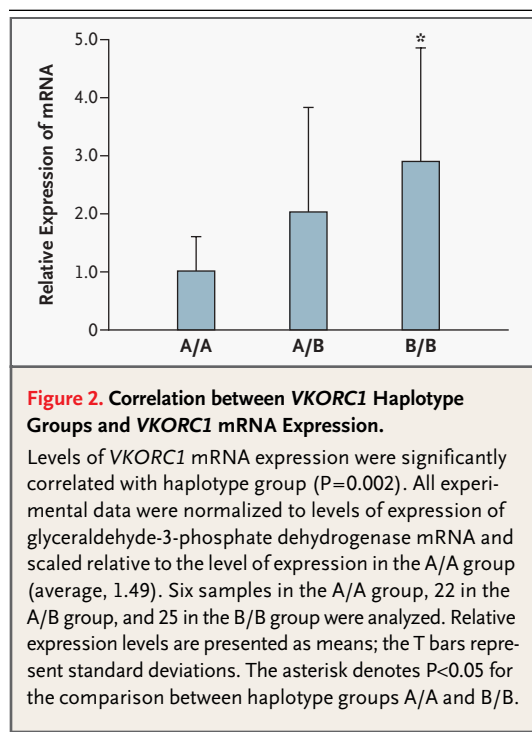 5.0
*
4.0
3.0
2.0
1.0
0
Relative Expression of mRNA
A/A A/B B/B
Figure 2. Correlation between VKORC1 Haplotype
Groups and VKORC1 mRNA Expression.
Levels of VKORC1 mRNA expression were significantly
correlated with haplotype group (P=0.002). All experi-
mental data were normalized to levels of expression of
glyceraldehyde-3-phosphate dehydrogenase mRNA and
scaled relative to the level of expression in the A/A group
(average, 1.49). Six samples in the A/A group, 22 in the
A/B group, and 25 in the B/B group were analyzed. Relative
expression levels are presented as means; the T bars repre-
sent standard deviations. The asterisk denotes P<0.05 for
the comparison between haplotype groups A/A and B/B.